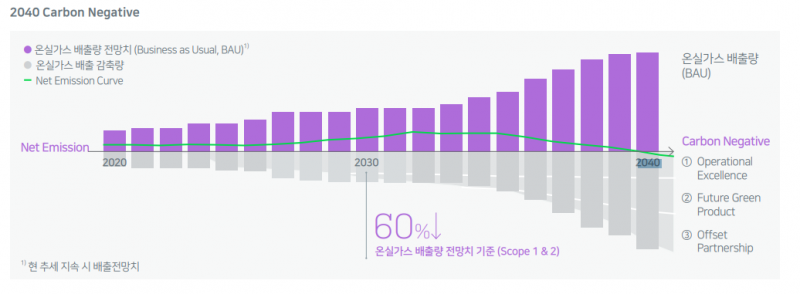 2040 Carbon Negative
온실가스 배출량 전망치 (Business as Usual, BAU)¹⁾
온실가스 배출 감축량
Net Emission Curve
온실가스 배출량
(BAU)
Net Emission
Carbon Negative
2020
2030
2040
① Operational
Excellence
② Future Green
Product
③ Offset
Partnership
60%↓
온실가스 배출량 전망치 기준 (Scope 1 & 2)
¹⁾ 현 추세 지속 시 배출전망치